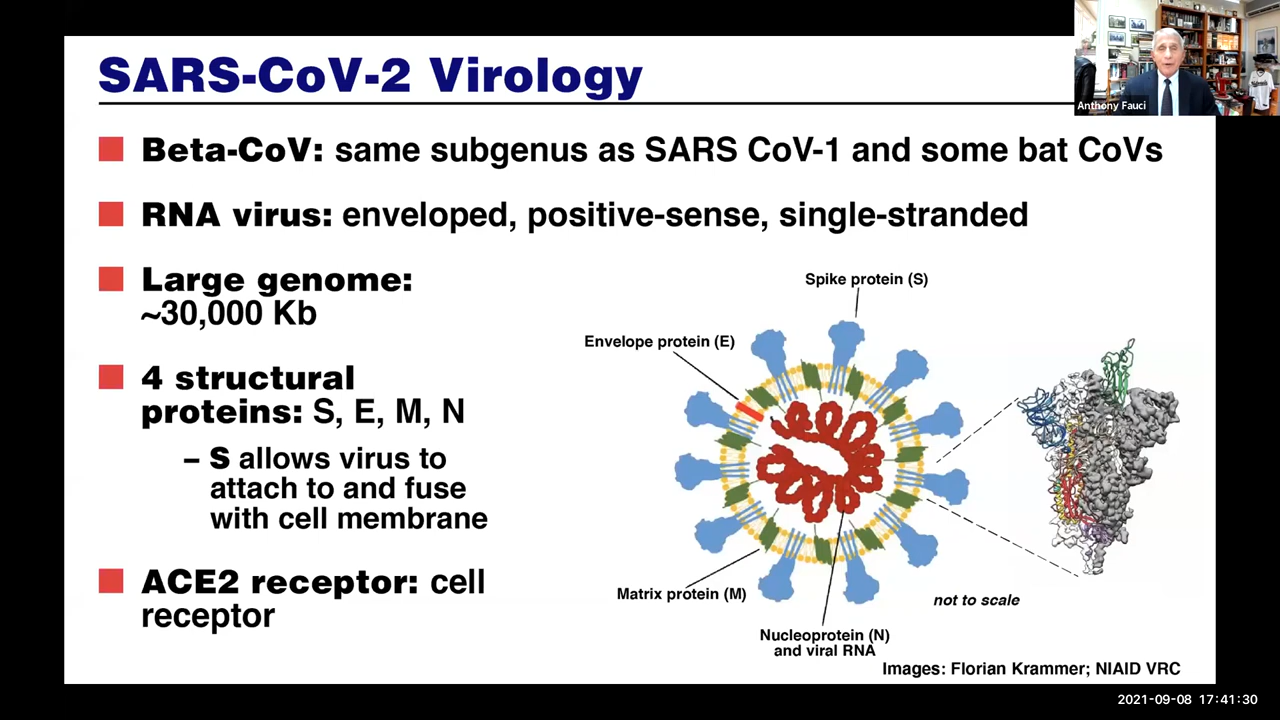 SARS-CoV-2 Virology
Anthony Fauci
Beta-CoV: same subgenus as SARS CoV-1 and some bat CoVs
RNA virus: enveloped, positive-sense, single-stranded
Large genome:
~30,000 Kb
4 structural
proteins: S, E, M, N
– S allows virus to
attach to and fuse
with cell membrane
ACE2 receptor: cell
receptor
Spike protein (S)
Envelope protein (E)
Matrix protein (M)
Nucleoprotein (N)
and viral RNA
not to scale
Images: Florian Krammer; NIAID VRC
2021-09-08 17:41:30